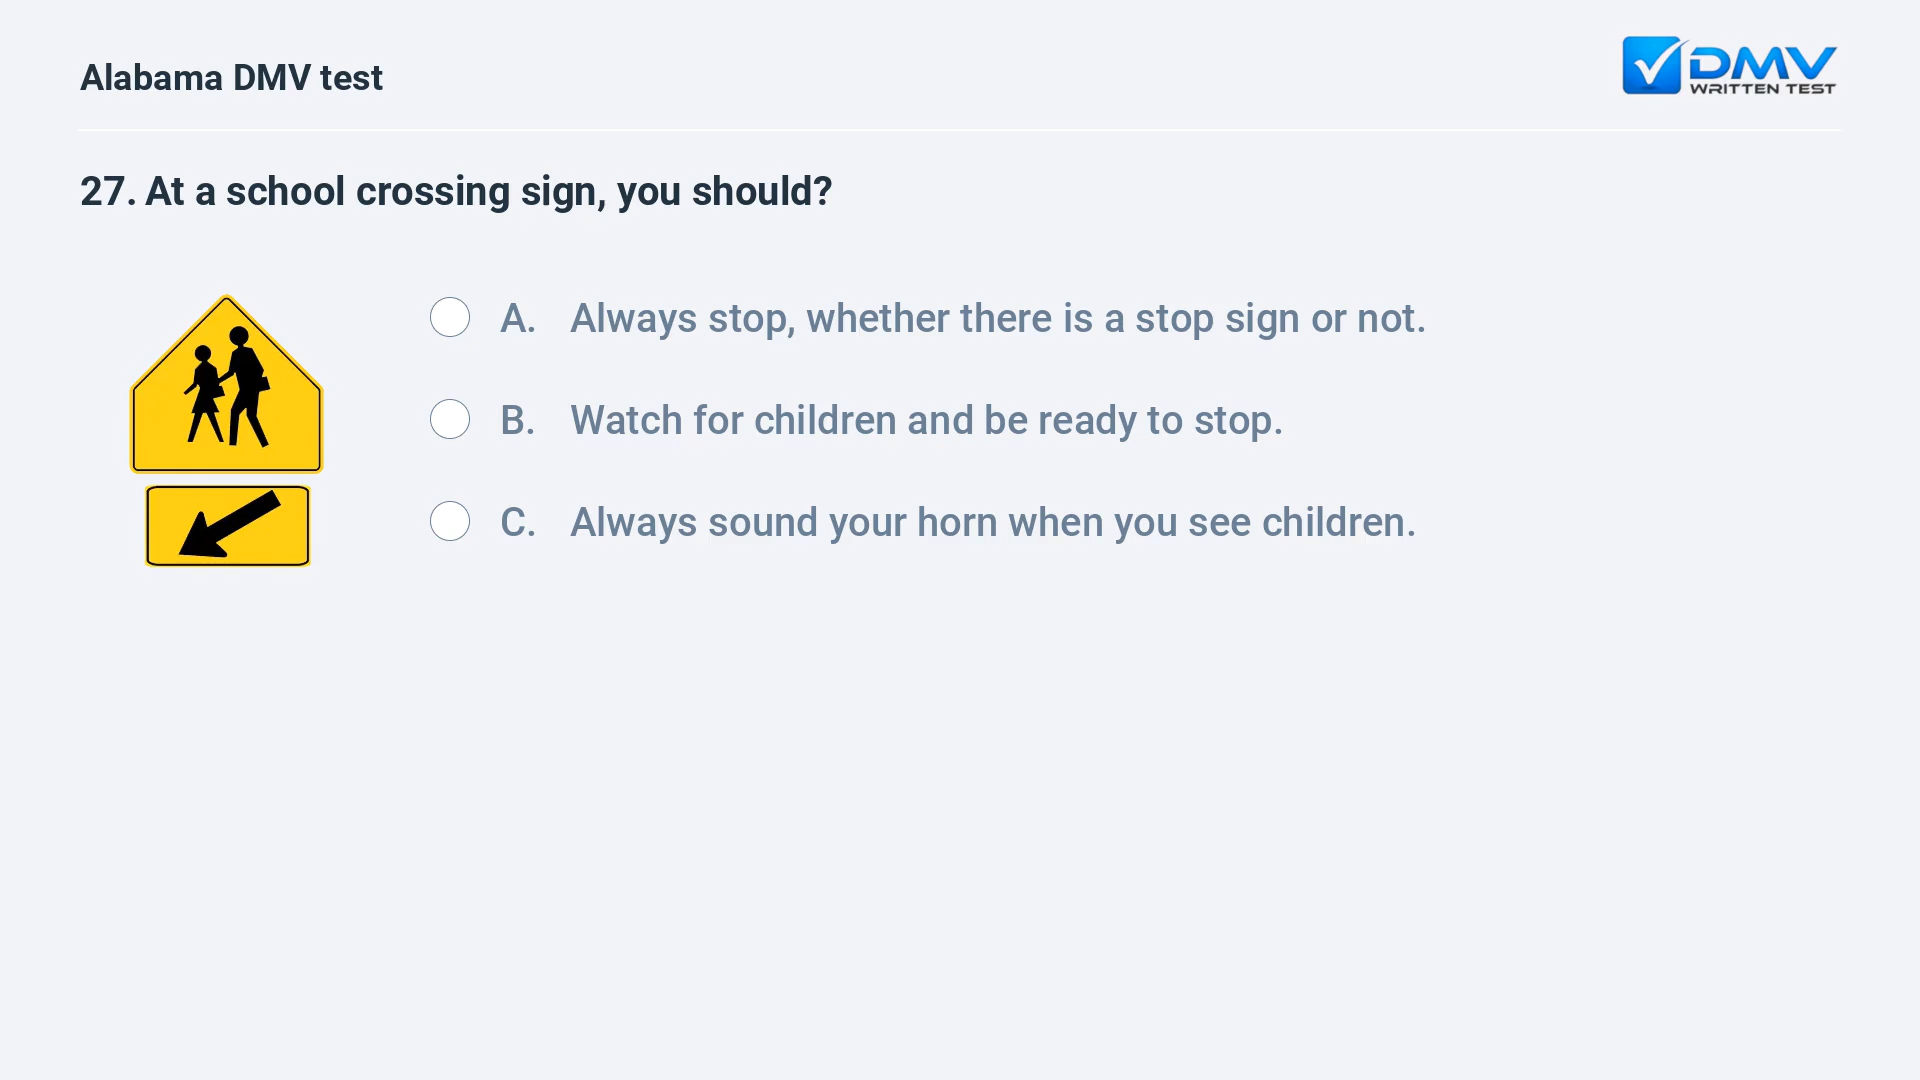 Alabama DMV test
DMV
WRITTEN TEST
27. At a school crossing sign, you should?
A. Always stop, whether there is a stop sign or not.
B. Watch for children and be ready to stop.
C. Always sound your horn when you see children.